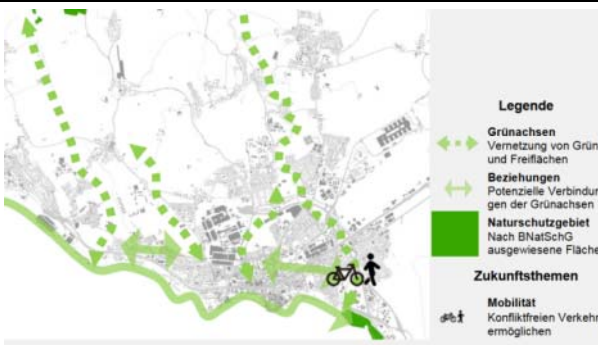 Legende
Grünachsen
Vernetzung von Grün
und Freiflächen
Beziehungen
Potenzielle Verbindun
gen der Grünachsen
Naturschutzgebiet
Nach BNatSchG
ausgewiesene Fläche
Zukunftsthemen
Mobilität
Konfliktfreien Verkehr
ermöglichen